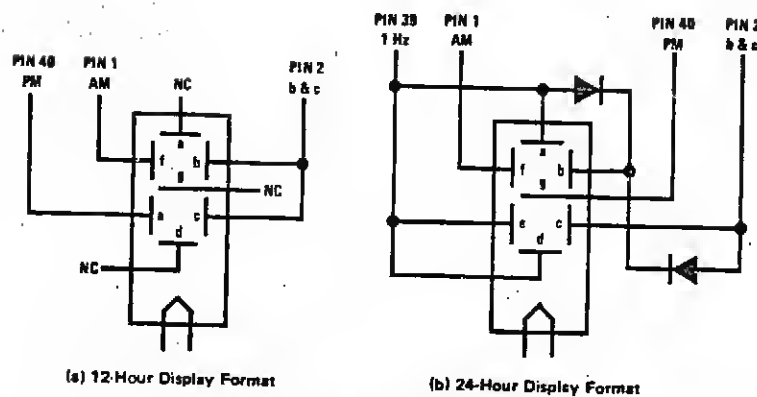 PIN 40
PM
PIN 1
AM
NC
PIN 2
b & c
a
f
b
g
NC
a
c
d
NC
(a) 12-Hour Display Format
PIN 39
1 Hz
PIN 1
AM
PIN 40
PM
b & c
a
f
b
g
e
c
d
(b) 24-Hour Display Format